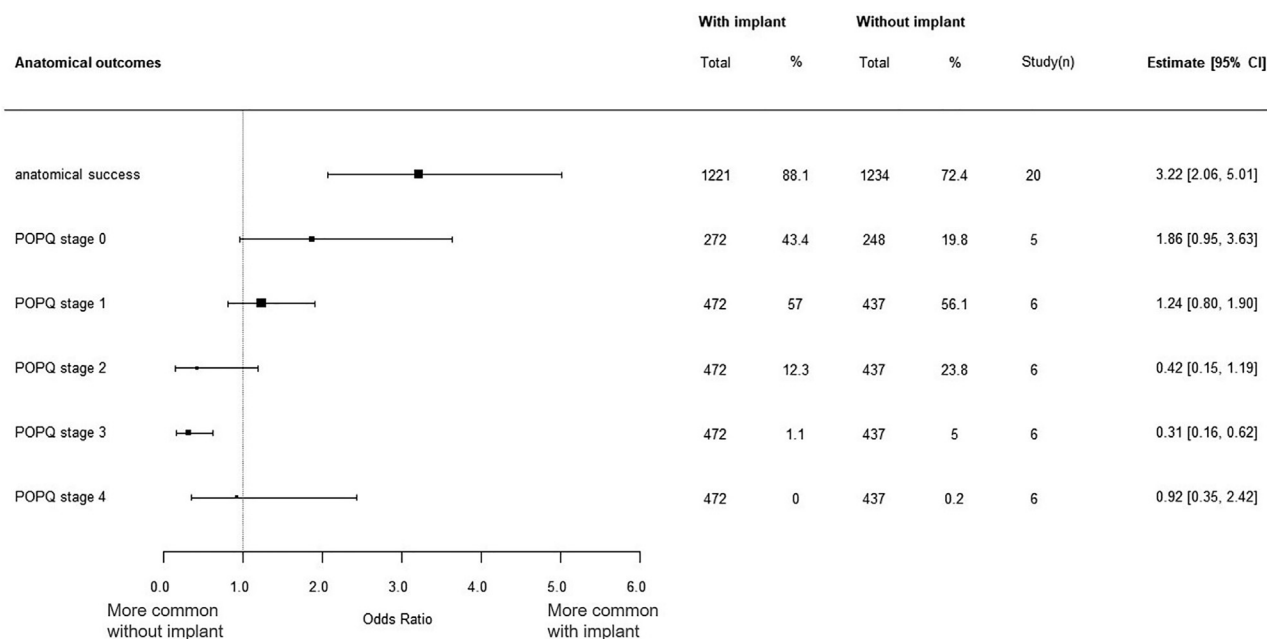 With implant Without implant
Anatomical outcomes Total % Total % Study(n) Estimate [95% CI]
anatomical success 1221 88.1 1234 72.4 20 3.22 [2.06, 5.01]
POPQ stage 0 272 43.4 248 19.8 5 1.86 [0.95, 3.63]
POPQ stage 1 472 57 437 56.1 6 1.24 [0.80, 1.90]
POPQ stage 2 472 12.3 437 23.8 6 0.42 [0.15, 1.19]
POPQ stage 3 472 1.1 437 5 6 0.31 [0.16, 0.62]
POPQ stage 4 472 0 437 0.2 6 0.92 [0.35, 2.42]
0.0 1.0 2.0 3.0 4.0 5.0 6.0
More common
without implant
Odds Ratio
More common
with implant